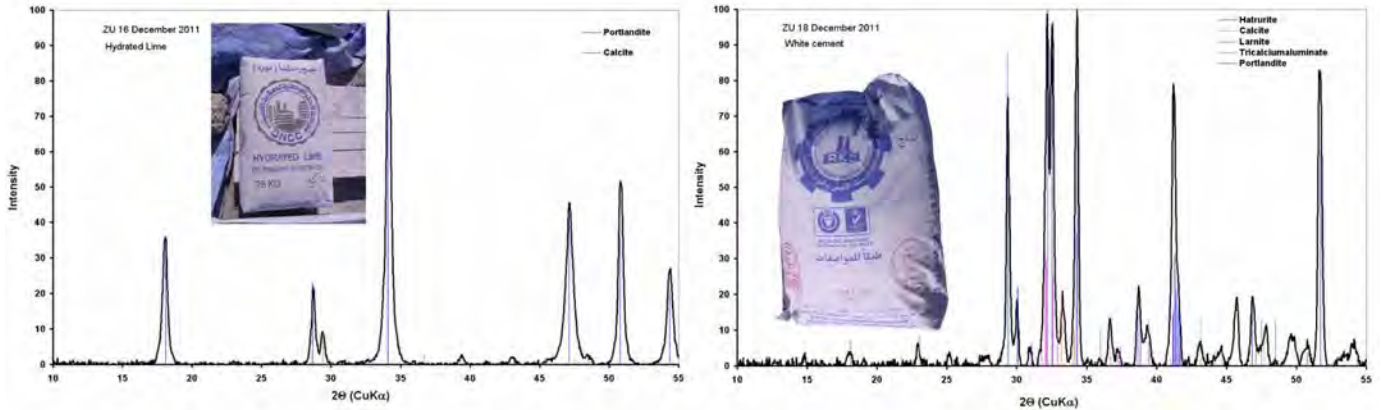 ZU 16 December 2011
Hydrated Lime
Portlandite
Calcite
HYDRATED LIME
25 KG
Intensity
100
90
80
70
60
50
40
30
20
10
0
10
15
20
25
30
35
40
45
50
55
2Θ (CuKα)
ZU 18 December 2011
White cement
Hatrurite
Calcite
Larnite
Tricalciumaluminate
Portlandite
طبقا للمواصفات
Intensity
100
90
80
70
60
50
40
30
20
10
0
10
15
20
25
30
35
40
45
50
55
2Θ (CuKα)